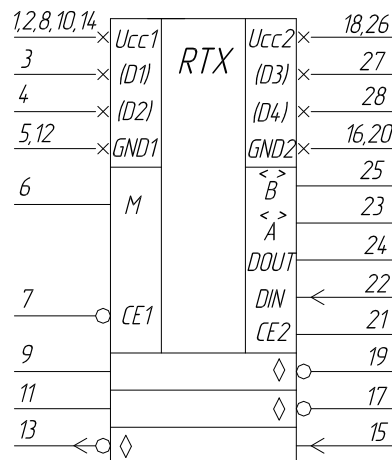 1,2,8,10,14 Ucc1 RTX Ucc2 18,26
3 (D1) (D3) 27
4 (D2) (D4) 28
5,12 GND1 GND2 16,20
< >
B 25
6 M
< >
A 23
DOUT 24
DIN 22
7 CE1
CE2 21
9 19
11 17
13 15